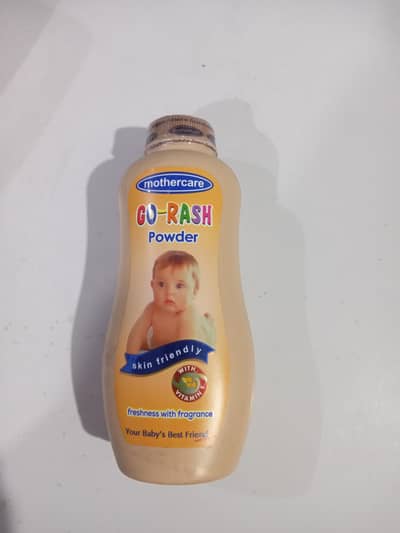 mothercare
GO-RASH
Powder
skin friendly
WITH
VITAMIN E
freshness with fragrance
Your Baby's Best Friend